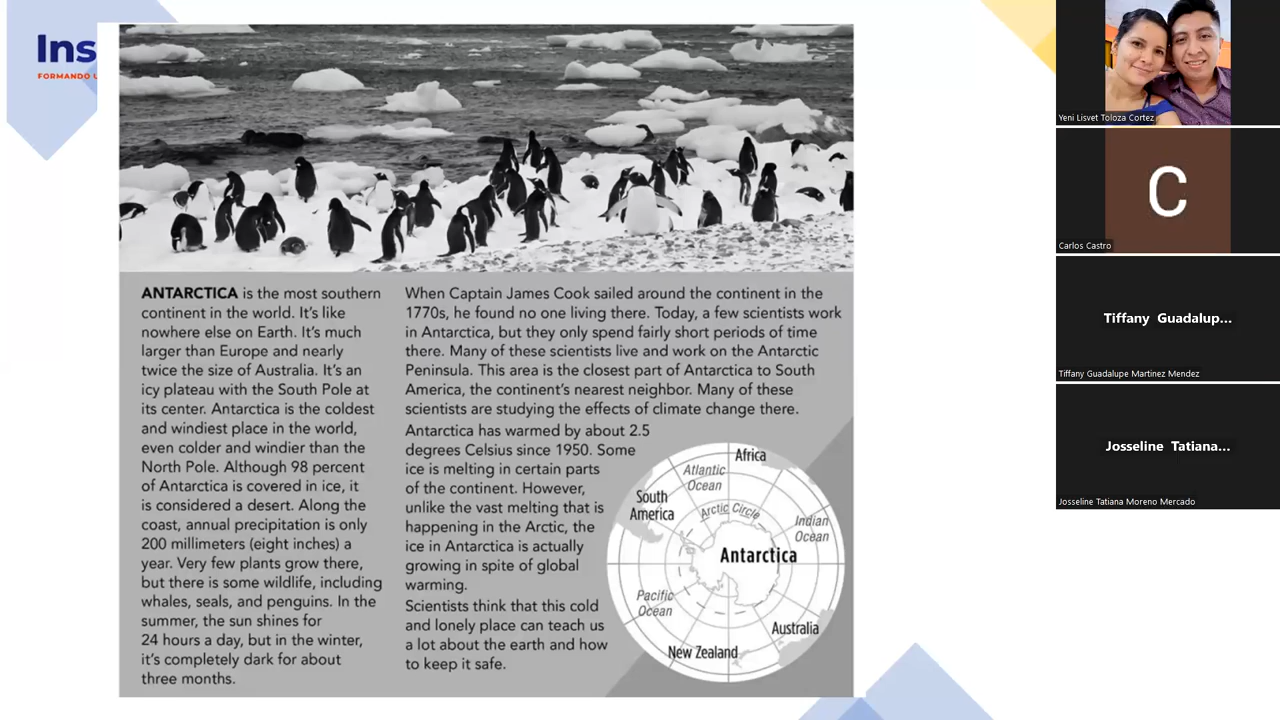 Ins
FORMANDO U
ANTARCTICA is the most southern
continent in the world. It's like
nowhere else on Earth. It's much
larger than Europe and nearly
twice the size of Australia. It's an
icy plateau with the South Pole at
its center. Antarctica is the coldest
and windiest place in the world,
even colder and windier than the
North Pole. Although 98 percent
of Antarctica is covered in ice, it
is considered a desert. Along the
coast, annual precipitation is only
200 millimeters (eight inches) a
year. Very few plants grow there,
but there is some wildlife, including
whales, seals, and penguins. In the
summer, the sun shines for
24 hours a day, but in the winter,
it's completely dark for about
three months.
When Captain James Cook sailed around the continent in the
1770s, he found no one living there. Today, a few scientists work
in Antarctica, but they only spend fairly short periods of time
there. Many of these scientists live and work on the Antarctic
Peninsula. This area is the closest part of Antarctica to South
America, the continent's nearest neighbor. Many of these
scientists are studying the effects of climate change there.
Antarctica has warmed by about 2.5
degrees Celsius since 1950. Some
ice is melting in certain parts
of the continent. However,
unlike the vast melting that is
happening in the Arctic, the
ice in Antarctica is actually
growing in spite of global
warming.
Scientists think that this cold
and lonely place can teach us
a lot about the earth and how
to keep it safe.
Africa
Atlantic
Ocean
South
America
Arctic Circle
Indian
Ocean
Antarctica
Pacific
Ocean
Australia
New Zealand
Yeni Lisvet Toloza Cortez
C
Carlos Castro
Tiffany Guadalup...
Tiffany Guadalupe Martinez Mendez
Josseline Tatiana...
Josseline Tatiana Moreno Mercado